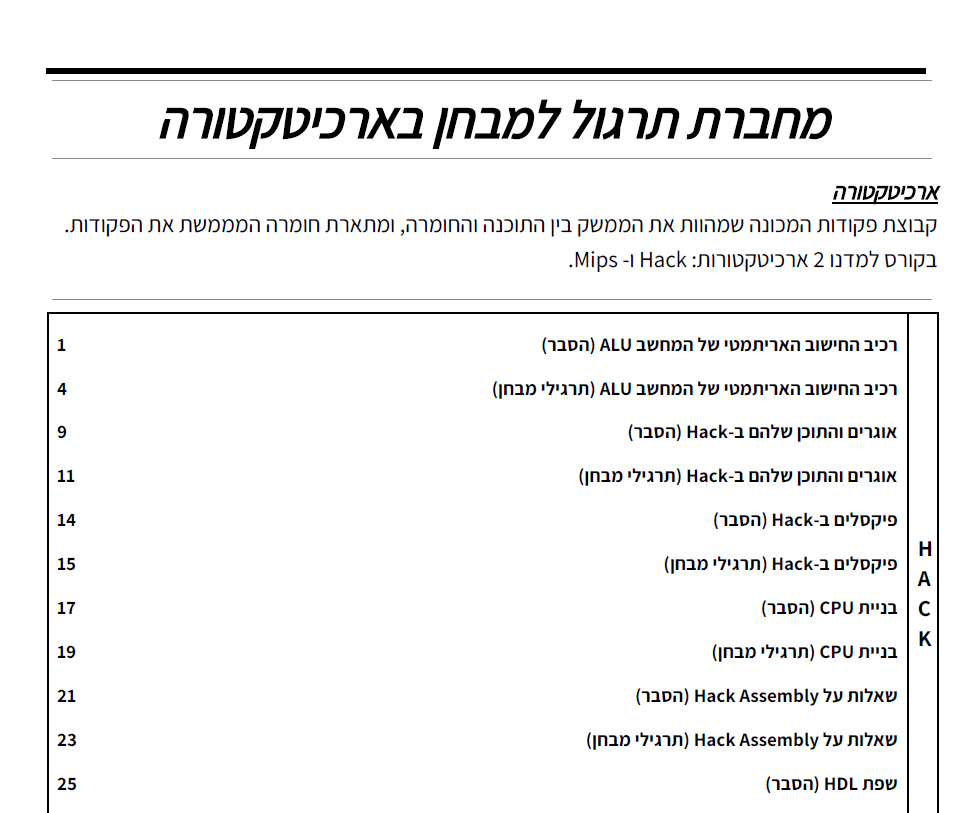 מחברת תרגול למבחן בארכיטקטורה
ארכיטקטורה
קבוצת פקודות המכונה שמהוות את הממשק בין התוכנה והחומרה, ומתארת חומרה המממשת את הפקודות.
בקורס למדנו 2 ארכיטקטורות: Hack ו- Mips.
HACK
רכיב החישוב האריתמטי של המחשב ALU (הסבר) 1
רכיב החישוב האריתמטי של המחשב ALU (תרגילי מבחן) 4
אוגרים והתוכן שלהם ב-Hack (הסבר) 9
אוגרים והתוכן שלהם ב-Hack (תרגילי מבחן) 11
פיקסלים ב-Hack (הסבר) 14
פיקסלים ב-Hack (תרגילי מבחן) 15
בניית CPU (הסבר) 17
בניית CPU (תרגילי מבחן) 19
שאלות על Hack Assembly (הסבר) 21
שאלות על Hack Assembly (תרגילי מבחן) 23
שפת HDL (הסבר) 25